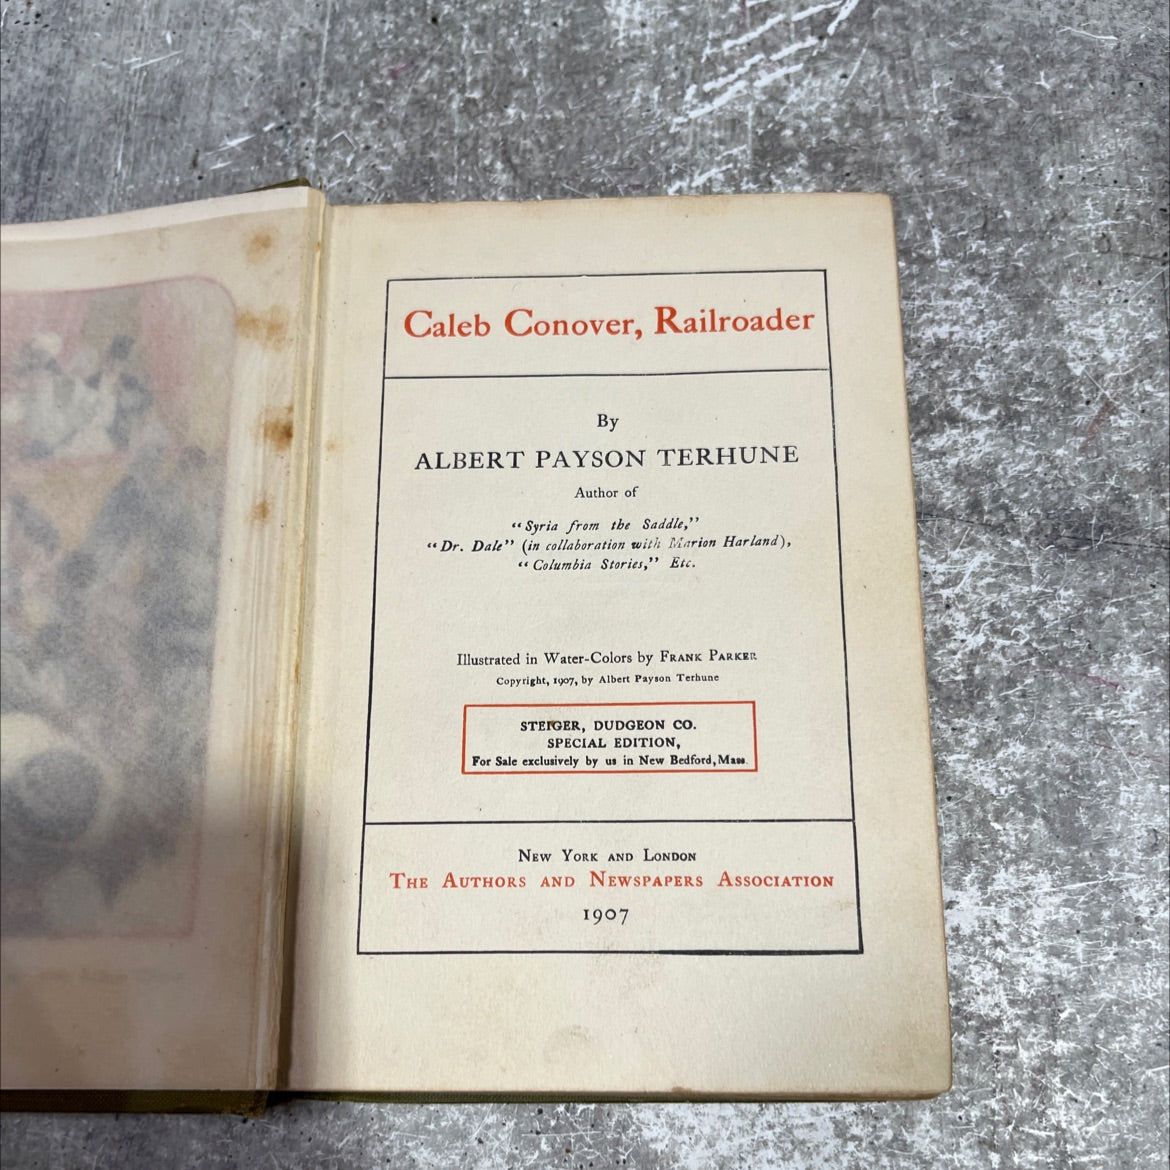 Caleb Conover, Railroader
By
ALBERT PAYSON TERHUNE
Author of
“Syria from the Saddle,”
“Dr. Dale” (in collaboration with Marion Harland),
“Columbia Stories,” Etc.
Illustrated in Water-Colors by FRANK PARKER
Copyright, 1907, by Albert Payson Terhune
STEIGER, DUDGEON CO.
SPECIAL EDITION,
For Sale exclusively by us in New Bedford, Mass.
NEW YORK AND LONDON
THE AUTHORS AND NEWSPAPERS ASSOCIATION
1907